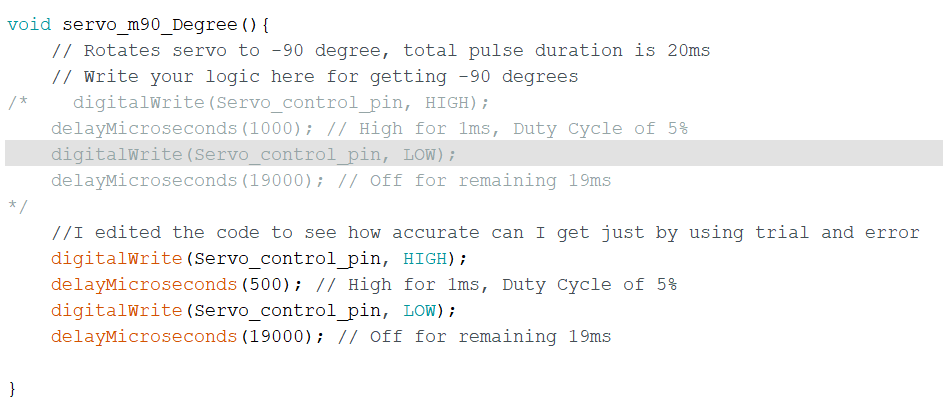 void servo_m90_Degree(){
    // Rotates servo to -90 degree, total pulse duration is 20ms
    // Write your logic here for getting -90 degrees
/*    digitalWrite(Servo_control_pin, HIGH);
    delayMicroseconds(1000); // High for 1ms, Duty Cycle of 5%
    digitalWrite(Servo_control_pin, LOW);
    delayMicroseconds(19000); // Off for remaining 19ms
*/
    //I edited the code to see how accurate can I get just by using trial and error
    digitalWrite(Servo_control_pin, HIGH);
    delayMicroseconds(500); // High for 1ms, Duty Cycle of 5%
    digitalWrite(Servo_control_pin, LOW);
    delayMicroseconds(19000); // Off for remaining 19ms
}